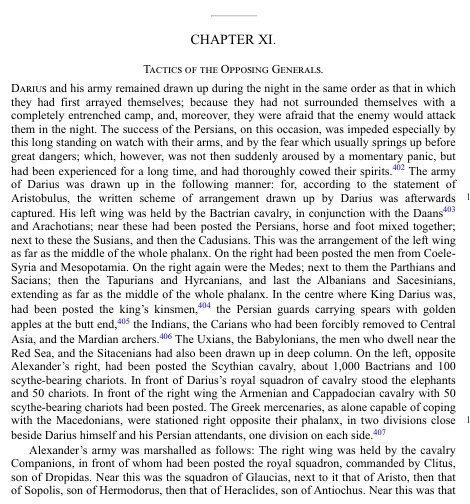 CHAPTER XI.
Tactics of the Opposing Generals.
Darius and his army remained drawn up during the night in the same order as that in which
they had first arrayed themselves; because they had not surrounded themselves with a
completely entrenched camp, and, moreover, they were afraid that the enemy would attack
them in the night. The success of the Persians, on this occasion, was impeded especially by
this long standing on watch with their arms, and by the fear which usually springs up before
great dangers; which, however, was not then suddenly aroused by a momentary panic, but
had been experienced for a long time, and had thoroughly cowed their spirits.402 The army
of Darius was drawn up in the following manner: for, according to the statement of
Aristobulus, the written scheme of arrangement drawn up by Darius was afterwards
captured. His left wing was held by the Bactrian cavalry, in conjunction with the Daans403
and Arachotians; near these had been posted the Persians, horse and foot mixed together;
next to these the Susians, and then the Cadusians. This was the arrangement of the left wing
as far as the middle of the whole phalanx. On the right had been posted the men from Coele-
Syria and Mesopotamia. On the right again were the Medes; next to them the Parthians and
Sacians; then the Tapurians and Hyrcanians, and last the Albanians and Sacesinians,
extending as far as the middle of the whole phalanx. In the centre where King Darius was,
had been posted the king's kinsmen,404 the Persian guards carrying spears with golden
apples at the butt end,405 the Indians, the Carians who had been forcibly removed to Central
Asia, and the Mardian archers.406 The Uxians, the Babylonians, the men who dwell near the
Red Sea, and the Sitacenians had also been drawn up in deep column. On the left, opposite
Alexander's right, had been posted the Scythian cavalry, about 1,000 Bactrians and 100
scythe-bearing chariots. In front of Darius's royal squadron of cavalry stood the elephants
and 50 chariots. In front of the right wing the Armenian and Cappadocian cavalry with 50
scythe-bearing chariots had been posted. The Greek mercenaries, as alone capable of coping
with the Macedonians, were stationed right opposite their phalanx, in two divisions close
beside Darius himself and his Persian attendants, one division on each side.407
Alexander's army was marshalled as follows: The right wing was held by the cavalry
Companions, in front of whom had been posted the royal squadron, commanded by Clitus,
son of Dropidas. Near this was the squadron of Glaucias, next to it that of Aristo, then that
of Sopolis, son of Hermodorus, then that of Heraclides, son of Antiochus. Near this was that